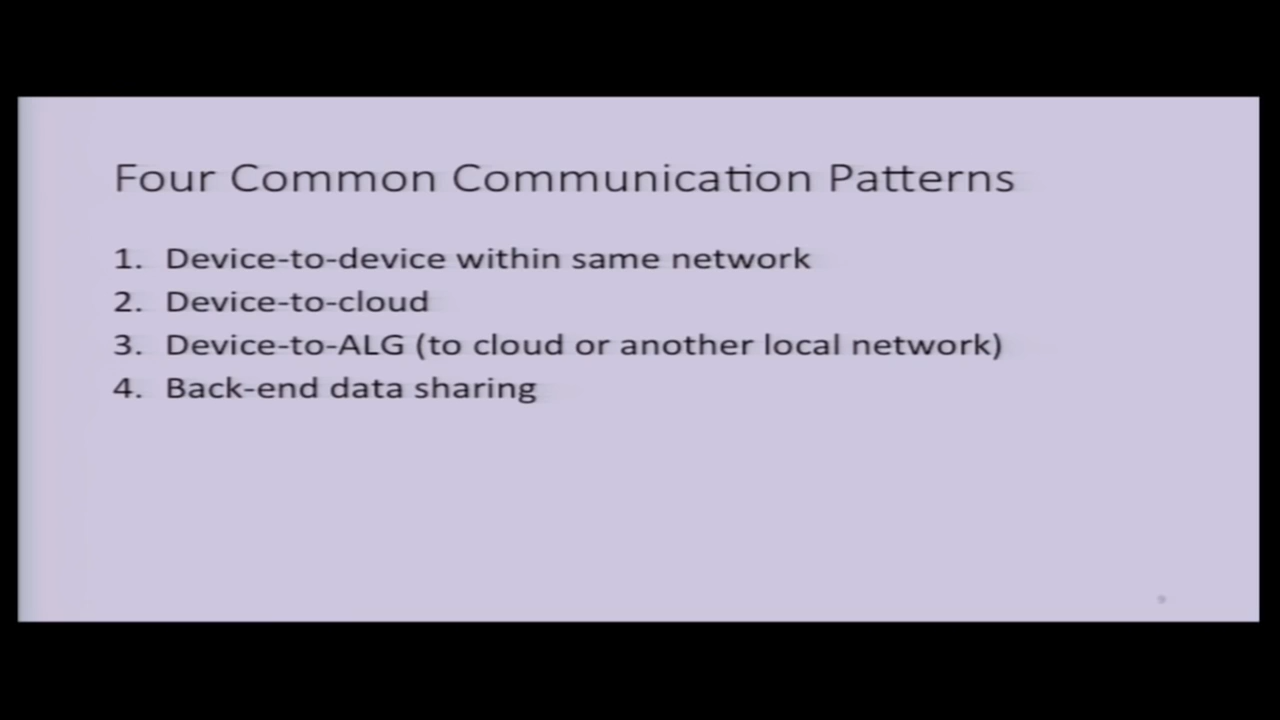 Four Common Communication Patterns
1. Device-to-device within same network
2. Device-to-cloud
3. Device-to-ALG (to cloud or another local network)
4. Back-end data sharing